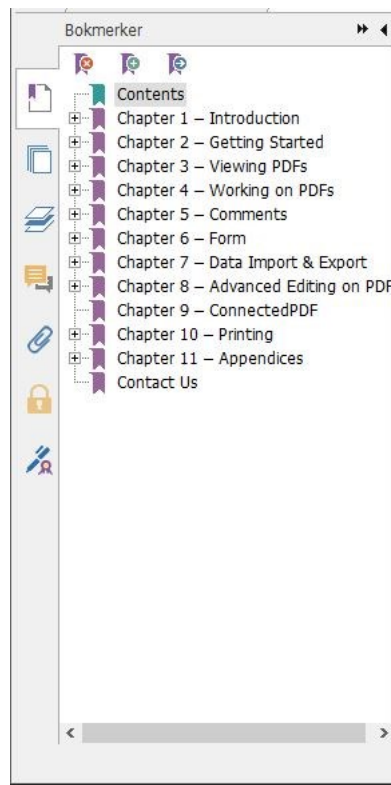 Bokmerker
Contents
Chapter 1 – Introduction
Chapter 2 – Getting Started
Chapter 3 – Viewing PDFs
Chapter 4 – Working on PDFs
Chapter 5 – Comments
Chapter 6 – Form
Chapter 7 – Data Import & Export
Chapter 8 – Advanced Editing on PDF
Chapter 9 – ConnectedPDF
Chapter 10 – Printing
Chapter 11 – Appendices
Contact Us